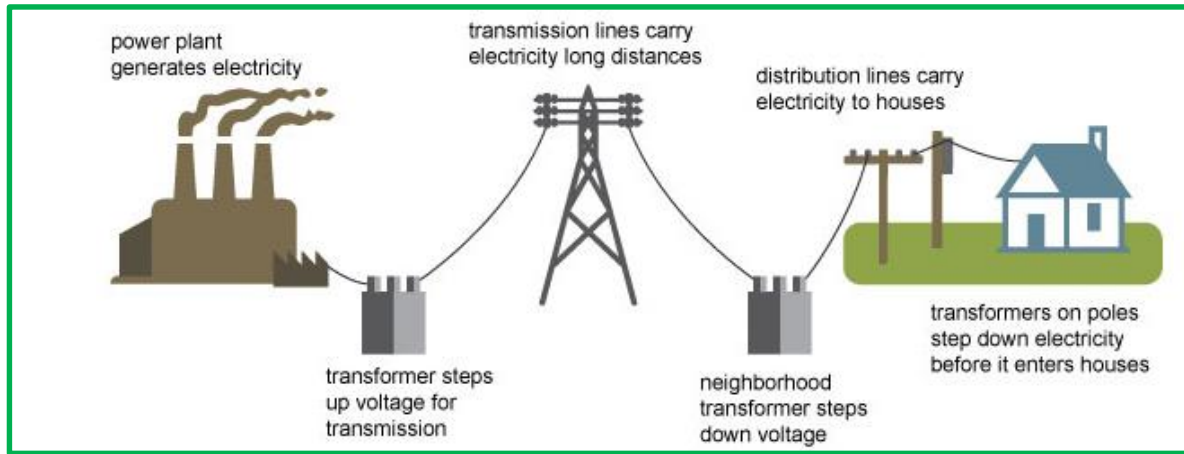 power plant
generates electricity
transmission lines carry
electricity long distances
distribution lines carry
electricity to houses
transformer steps
up voltage for
transmission
neighborhood
transformer steps
down voltage
transformers on poles
step down electricity
before it enters houses